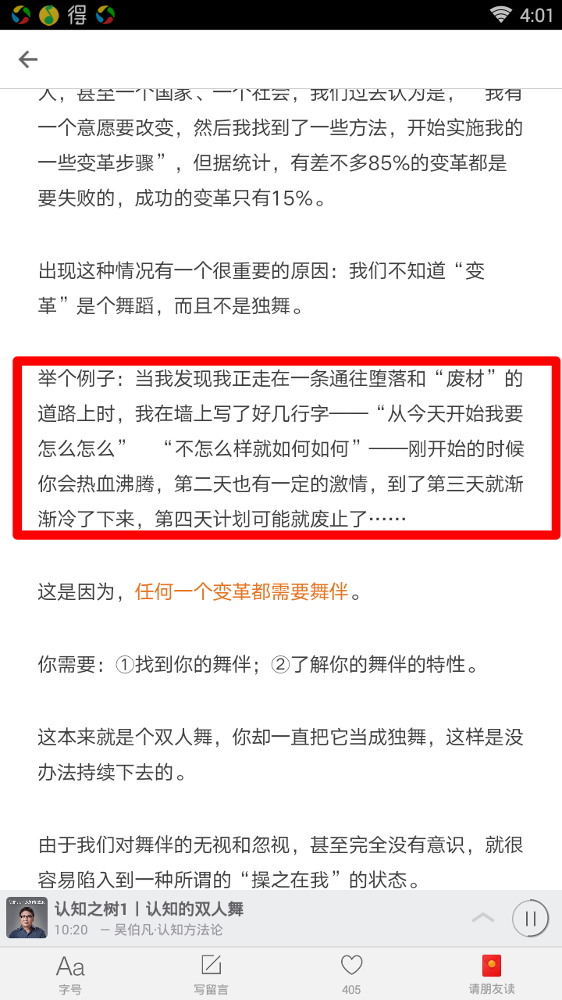 得 4:01
人，甚至一个国家、一个社会，我们过去认为是，“我有
一个意愿要改变，然后我找到了一些方法，开始实施我的
一些变革步骤”，但据统计，有差不多85%的变革都是
要失败的，成功的变革只有15%。
出现这种情况有一个很重要的原因：我们不知道“变
革”是个舞蹈，而且不是独舞。
举个例子：当我发现我正走在一条通往堕落和“废材”的
道路上时，我在墙上写了好几行字——“从今天开始我要
怎么怎么” “不怎么样就如何如何”——刚开始的时候
你会热血沸腾，第二天也有一定的激情，到了第三天就渐
渐冷了下来，第四天计划可能就废止了……
这是因为，任何一个变革都需要舞伴。
你需要：①找到你的舞伴；②了解你的舞伴的特性。
这本来就是个双人舞，你却一直把它当成独舞，这样是没
办法持续下去的。
由于我们对舞伴的无视和忽视，甚至完全没有意识，就很
容易陷入到一种所谓的“操之在我”的状态。
认知之树1丨认知的双人舞
10:20 — 吴伯凡·认知方法论
Aa
字号 写留言 405 请朋友读